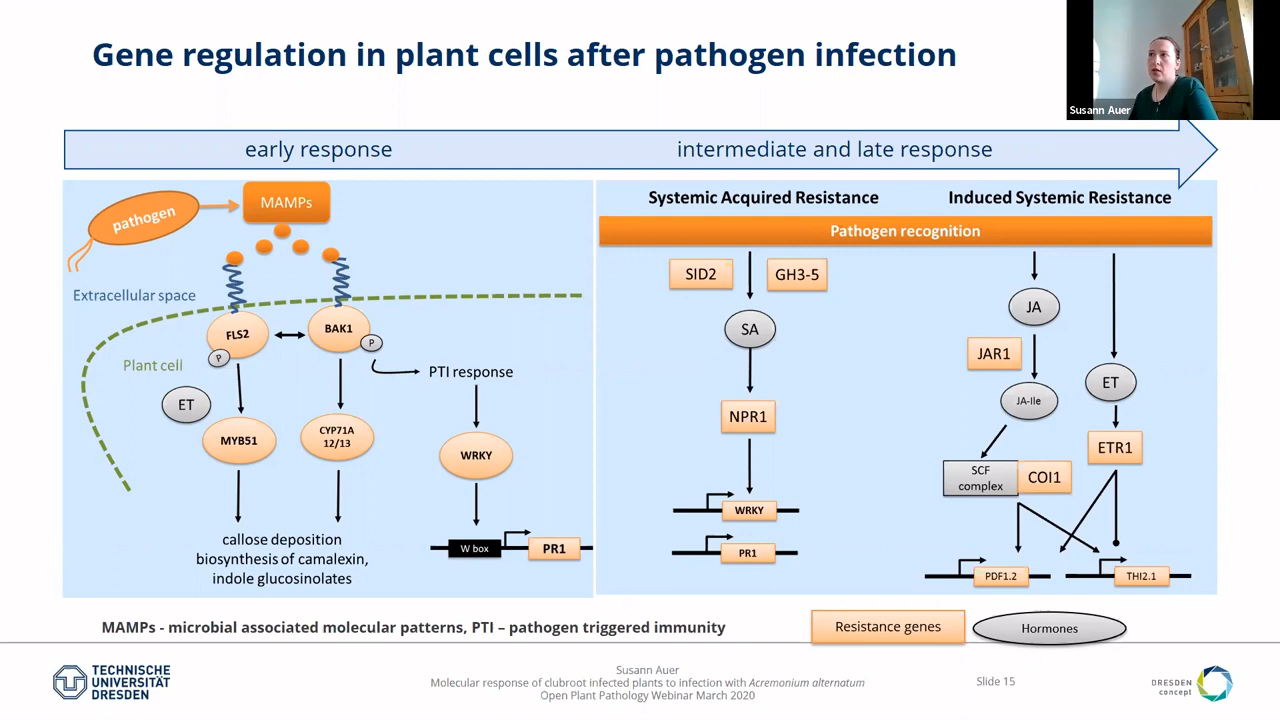 Gene regulation in plant cells after pathogen infection
Susann Auer
early response
intermediate and late response
pathogen
MAMPs
Extracellular space
FLS2
BAK1
P
P
Plant cell
PTI response
ET
MYB51
CYP71A
12/13
WRKY
callose deposition
biosynthesis of camalexin,
indole glucosinolates
W box
PR1
Systemic Acquired Resistance
Induced Systemic Resistance
Pathogen recognition
SID2
GH3-5
SA
NPR1
WRKY
PR1
JA
JAR1
JA-Ile
ET
ETR1
SCF
complex
COI1
PDF1.2
THI2.1
MAMPs - microbial associated molecular patterns, PTI – pathogen triggered immunity
Resistance genes
Hormones
TECHNISCHE
UNIVERSITÄT
DRESDEN
Susann Auer
Molecular response of clubroot infected plants to infection with Acremonium alternatum
Open Plant Pathology Webinar March 2020
Slide 15
DRESDEN
concept